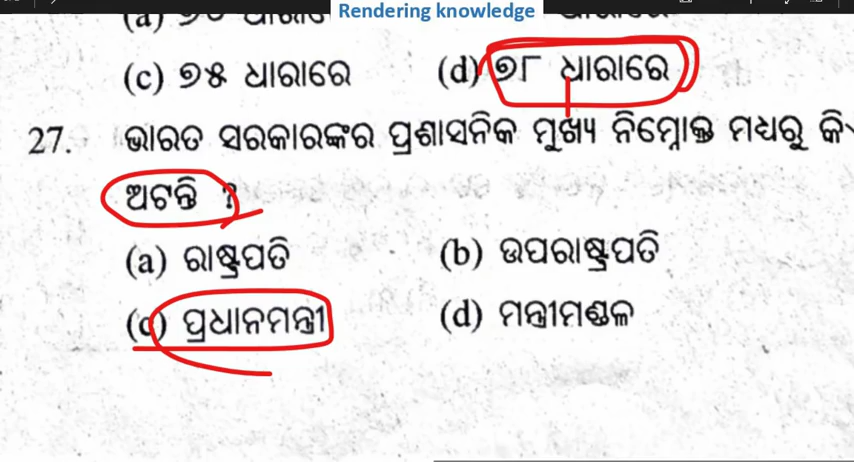 Rendering knowledge
(c) ୭୫ ଧାରାରେ (d) ୭୮ ଧାରାରେ
27. ଭାରତ ସରକାରଙ୍କର ପ୍ରଶାସନିକ ମୁଖ୍ୟ ନିମ୍ନୋକ୍ତ ମଧ୍ୟରୁ
ଅଟନ୍ତି ?
(a) ରାଷ୍ଟ୍ରପତି (b) ଉପରାଷ୍ଟ୍ରପତି
(c) ପ୍ରଧାନମନ୍ତ୍ରୀ (d) ମନ୍ତ୍ରୀମଣ୍ଡଳ